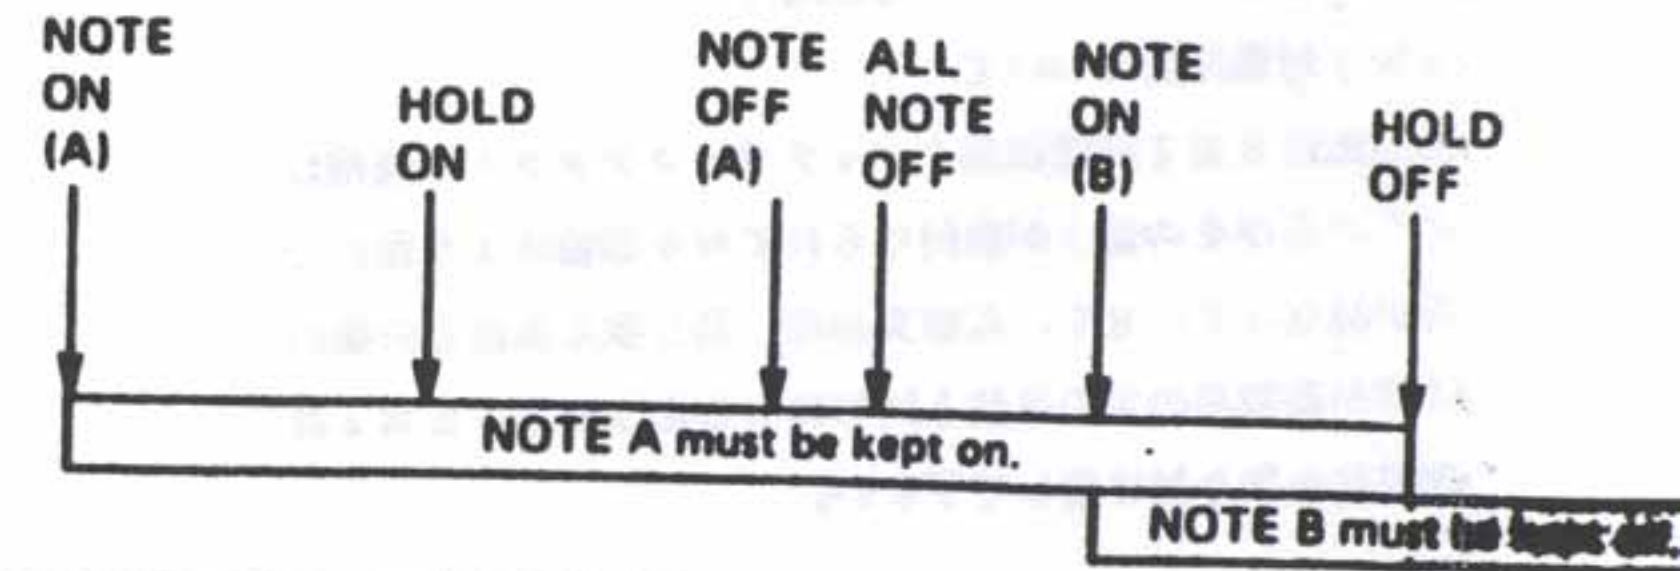 NOTE
ON
(A)
HOLD
ON
NOTE
OFF
(A)
ALL
NOTE
OFF
NOTE
ON
(B)
HOLD
OFF
NOTE A must be kept on.
NOTE B must